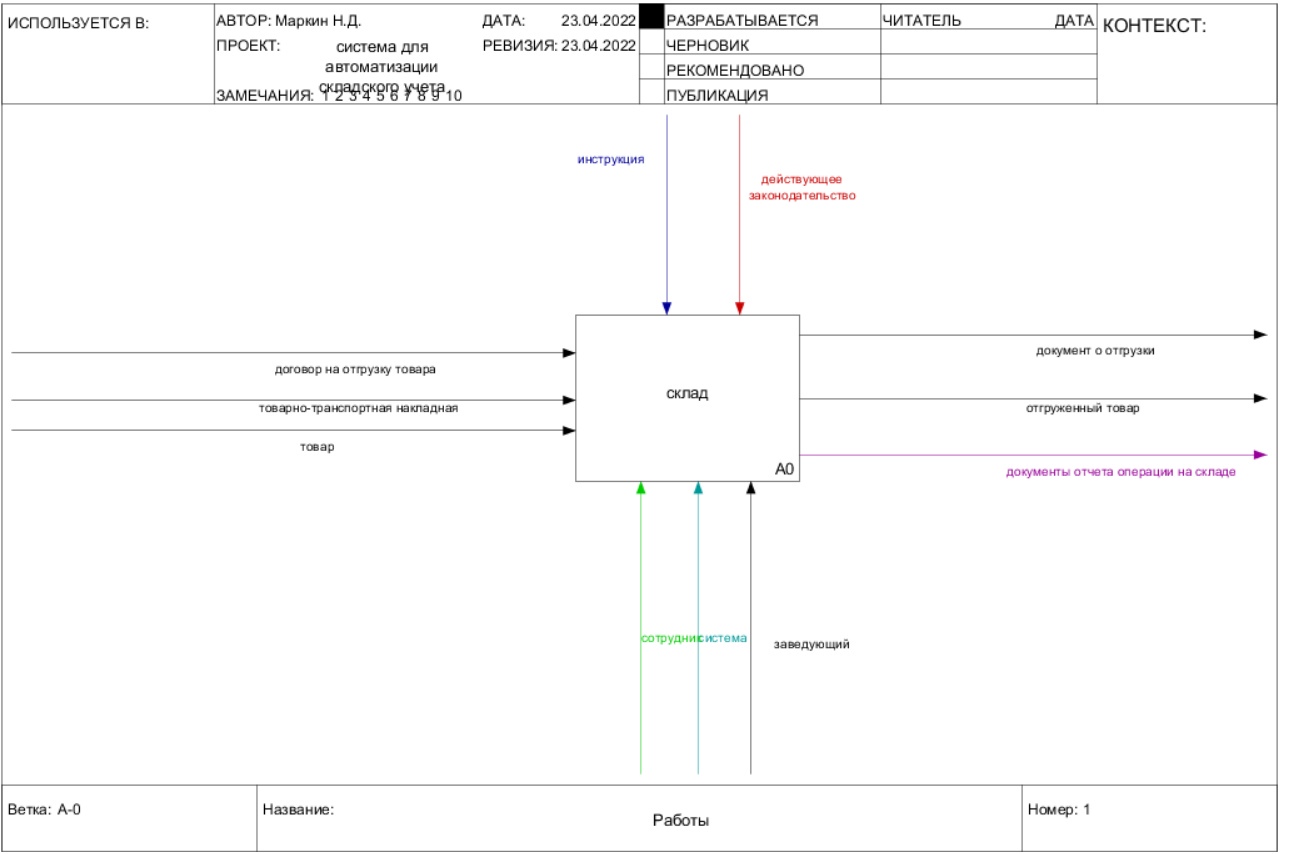 ИСПОЛЬЗУЕТСЯ В:
АВТОР: Маркин Н.Д.
ДАТА: 23.04.2022
РАЗРАБАТЫВАЕТСЯ
ЧИТАТЕЛЬ
ДАТА
КОНТЕКСТ:
ПРОЕКТ:
система для
автоматизации
складского учета
РЕВИЗИЯ: 23.04.2022
ЧЕРНОВИК
РЕКОМЕНДОВАНО
ЗАМЕЧАНИЯ: 1 2 3 4 5 6 7 8 9 10
ПУБЛИКАЦИЯ
инструкция
действующее
законодательство
договор на отгрузку товара
товарно-транспортная накладная
товар
склад
A0
документ о отгрузки
отгруженный товар
документы отчета операции на складе
сотрудник
система
заведующий
Ветка: A-0
Название:
Работы
Номер: 1